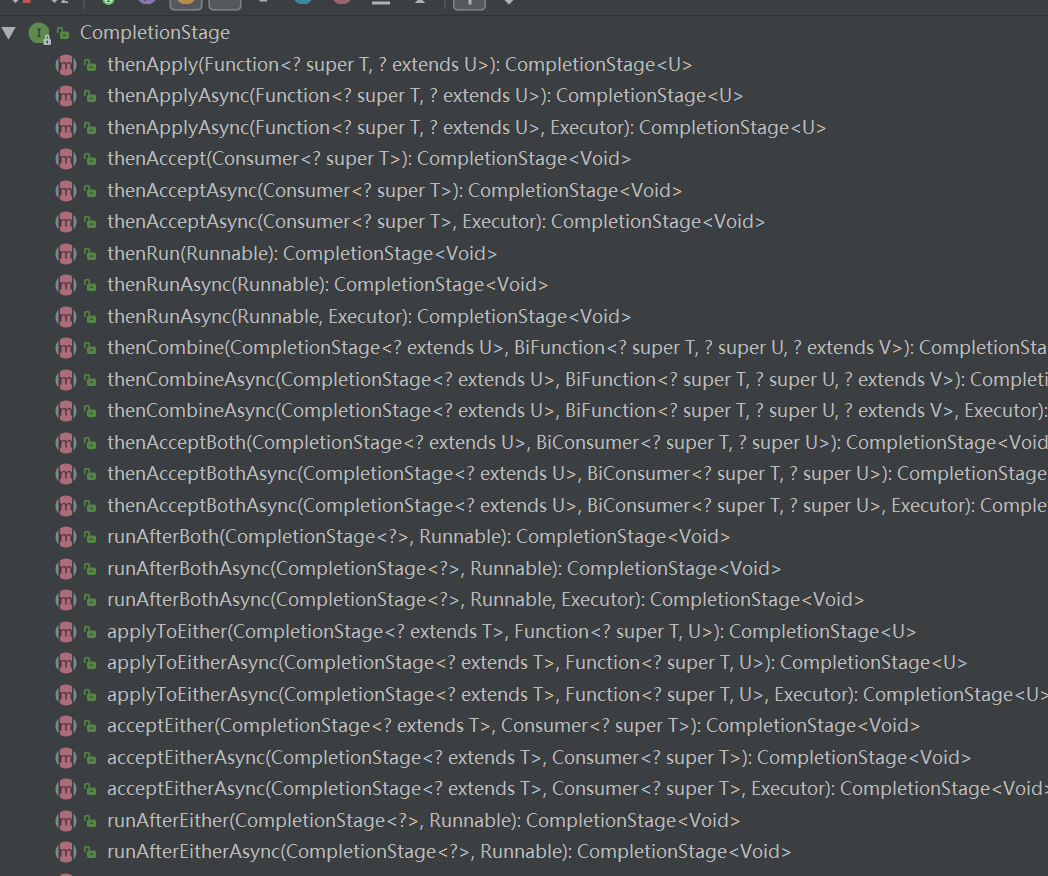 CompletionStage
thenApply(Function<? super T, ? extends U>): CompletionStage<U>
thenApplyAsync(Function<? super T, ? extends U>): CompletionStage<U>
thenApplyAsync(Function<? super T, ? extends U>, Executor): CompletionStage<U>
thenAccept(Consumer<? super T>): CompletionStage<Void>
thenAcceptAsync(Consumer<? super T>): CompletionStage<Void>
thenAcceptAsync(Consumer<? super T>, Executor): CompletionStage<Void>
thenRun(Runnable): CompletionStage<Void>
thenRunAsync(Runnable): CompletionStage<Void>
thenRunAsync(Runnable, Executor): CompletionStage<Void>
thenCombine(CompletionStage<? extends U>, BiFunction<? super T, ? super U, ? extends V>): CompletionSta
thenCombineAsync(CompletionStage<? extends U>, BiFunction<? super T, ? super U, ? extends V>): Completi
thenCombineAsync(CompletionStage<? extends U>, BiFunction<? super T, ? super U, ? extends V>, Executor):
thenAcceptBoth(CompletionStage<? extends U>, BiConsumer<? super T, ? super U>): CompletionStage<Void
thenAcceptBothAsync(CompletionStage<? extends U>, BiConsumer<? super T, ? super U>): CompletionStage
thenAcceptBothAsync(CompletionStage<? extends U>, BiConsumer<? super T, ? super U>, Executor): Comple
runAfterBoth(CompletionStage<?>, Runnable): CompletionStage<Void>
runAfterBothAsync(CompletionStage<?>, Runnable): CompletionStage<Void>
runAfterBothAsync(CompletionStage<?>, Runnable, Executor): CompletionStage<Void>
applyToEither(CompletionStage<? extends T>, Function<? super T, U>): CompletionStage<U>
applyToEitherAsync(CompletionStage<? extends T>, Function<? super T, U>): CompletionStage<U>
applyToEitherAsync(CompletionStage<? extends T>, Function<? super T, U>, Executor): CompletionStage<U>
acceptEither(CompletionStage<? extends T>, Consumer<? super T>): CompletionStage<Void>
acceptEitherAsync(CompletionStage<? extends T>, Consumer<? super T>): CompletionStage<Void>
acceptEitherAsync(CompletionStage<? extends T>, Consumer<? super T>, Executor): CompletionStage<Void>
runAfterEither(CompletionStage<?>, Runnable): CompletionStage<Void>
runAfterEitherAsync(CompletionStage<?>, Runnable): CompletionStage<Void>